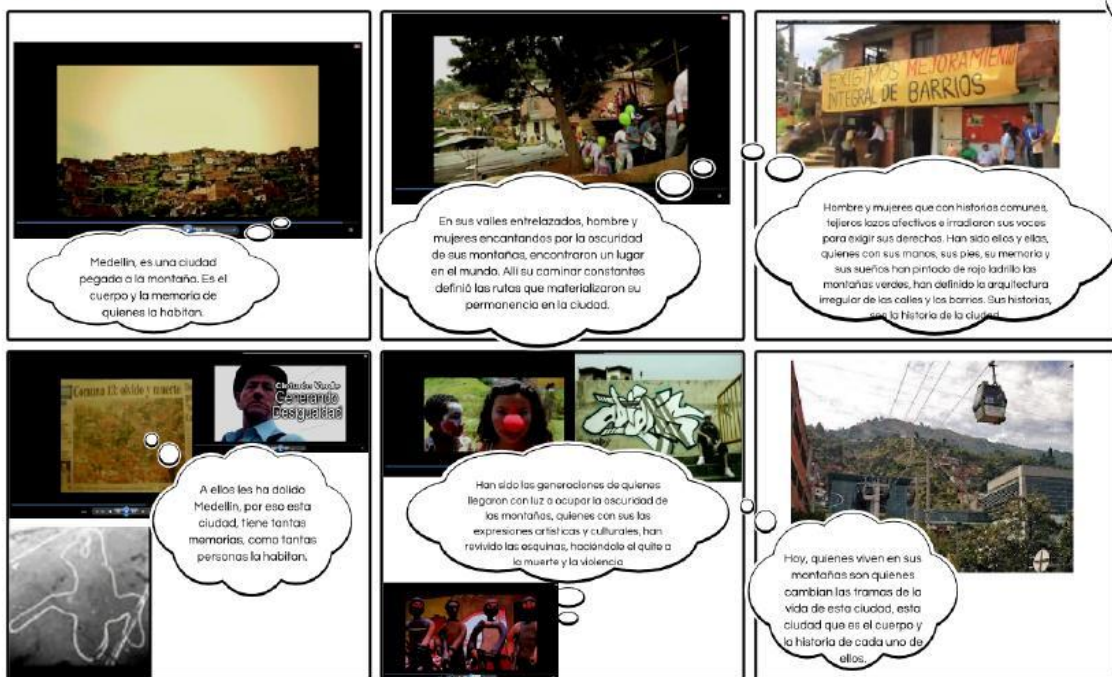 Medellín, es una ciudad
pegada a la montaña. Es el
cuerpo y la memoria de
quienes la habitan.
En sus valles entrelazados, hombre y
mujeres encantandos por la oscuridad
de sus montañas, encontraron un lugar
en el mundo. Allí su caminar constantes
definió las rutas que materializaron su
permanencia en la ciudad.
EXIGIMOS MEJORAMIENTO
INTEGRAL DE BARRIOS
Hombre y mujeres que con historias comunes,
tejieros lazos afectivos e irradiaron sus voces
para exigir sus derechos. Han sido ellos y ellas,
quienes con sus manos, sus pies, su memoria y
sus sueños han pintado de rojo ladrillo las
montañas verdes, han definido la arquitectura
irregular de las calles y los barrios. Sus historias,
son la historia de la ciudad
Comuna 13: olvido y muerte
Cinturón Verde
Generando
Desigualdad
A ellos les ha dolido
Medellín, por eso esta
ciudad, tiene tantas
memorias, como tantas
personas la habitan.
Han sido las generaciones de quienes
llegaron con luz a ocupar la oscuridad de
las montañas, quienes con sus las
expresiones artísticas y culturales, han
revivido las esquinas, haciéndole el quite a
la muerte y la violencia
Hoy, quienes viven en sus
montañas son quienes
cambian las tramas de la
vida de esta ciudad, esta
ciudad que es el cuerpo y
la historia de cada uno de
ellos.